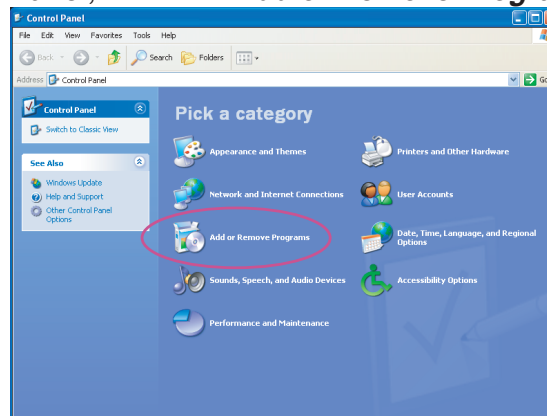 Control Panel
File Edit View Favorites Tools Help
Back Search Folders
Address Control Panel
Control Panel
Switch to Classic View
See Also
Windows Update
Help and Support
Other Control Panel
Options
Pick a category
Appearance and Themes
Printers and Other Hardware
Network and Internet Connections
User Accounts
Add or Remove Programs
Date, Time, Language, and Regional
Options
Sounds, Speech, and Audio Devices
Accessibility Options
Performance and Maintenance